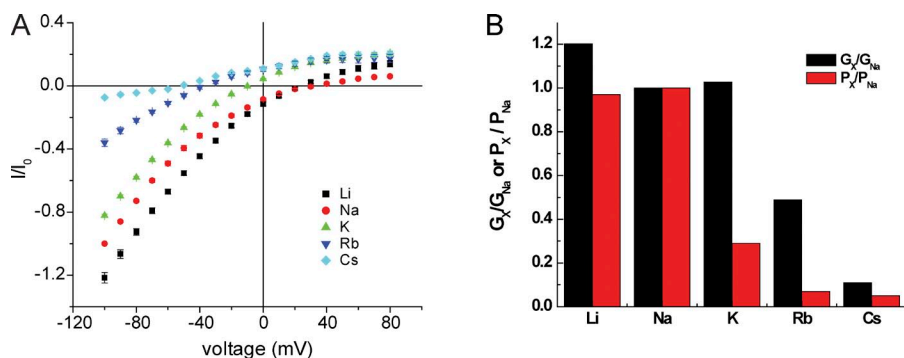 A
I/I0
0.4
0.0
-0.4
-0.8
-1.2
-120
-80
-40
0
40
80
voltage (mV)
Li
Na
K
Rb
Cs
B
GX/GNa or PX / PNa
1.2
1.0
0.8
0.6
0.4
0.2
0.0
GX/GNa
PX/PNa
Li
Na
K
Rb
Cs